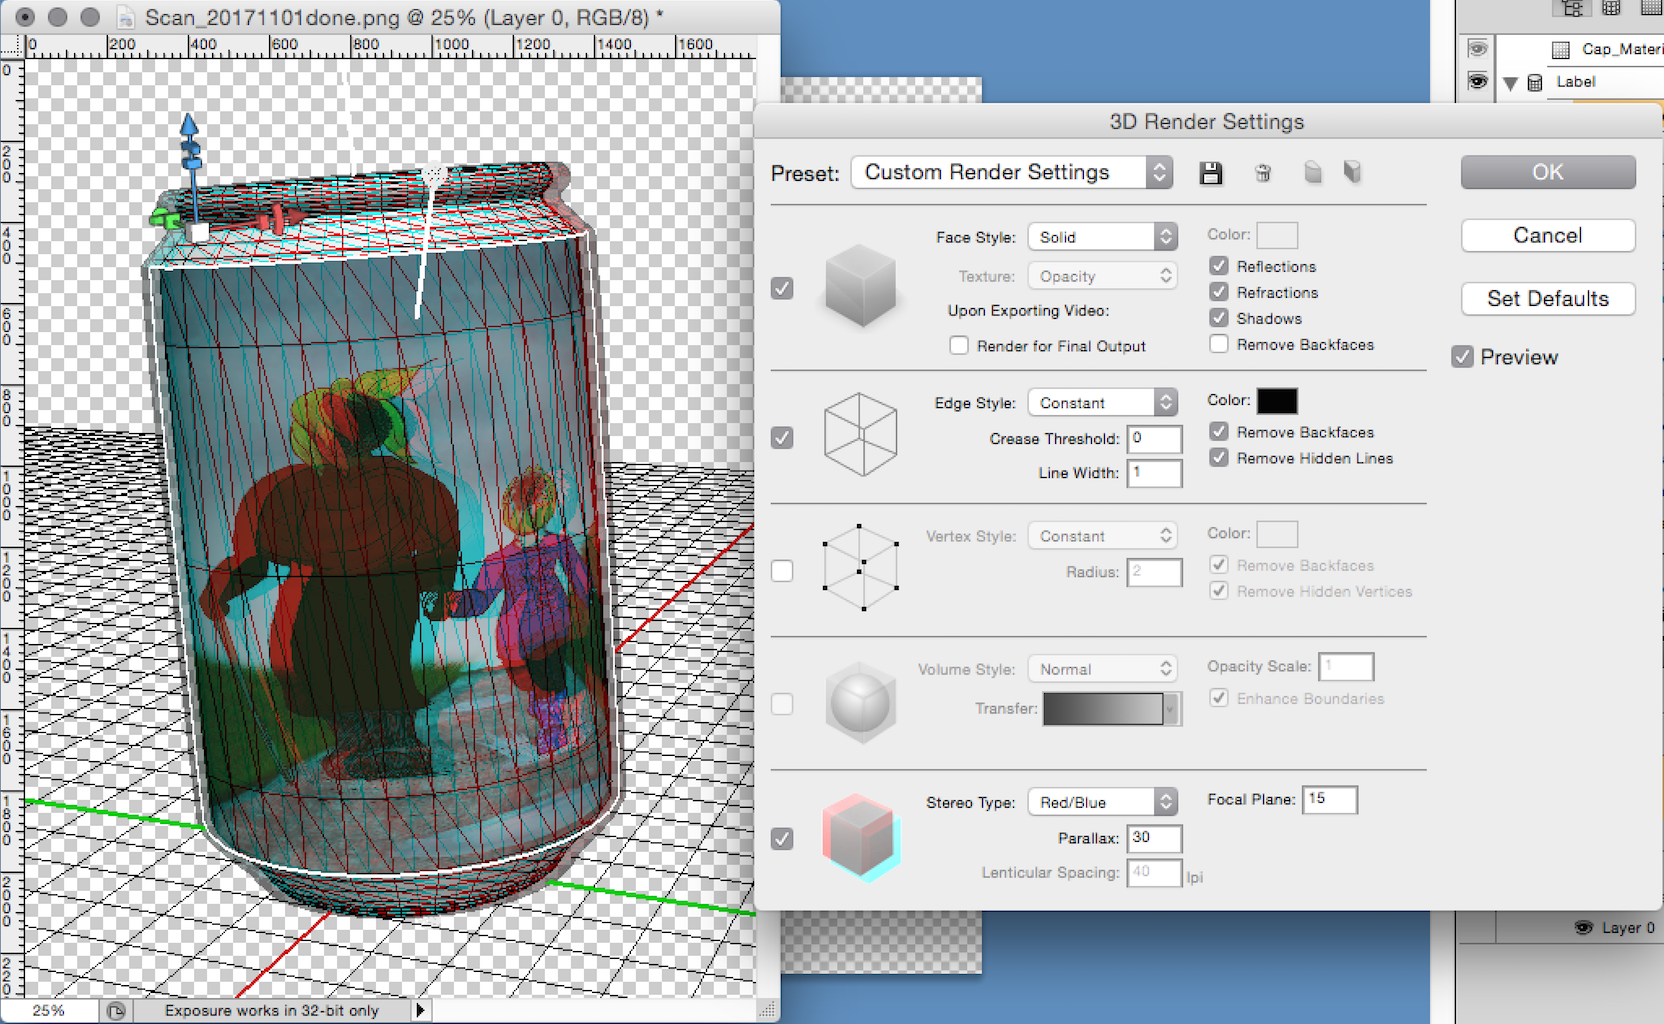 Scan_20171101done.png @ 25% (Layer 0, RGB/8) *
0 200 400 600 800 1000 1200 1400 1600
0
200
400
600
800
1000
1200
1400
1600
1800
2000
25%
Exposure works in 32-bit only
Label
3D Render Settings
Preset: Custom Render Settings
OK
Cancel
Set Defaults
Preview
Face Style: Solid
Color:
Texture: Opacity
Reflections
Refractions
Upon Exporting Video:
Shadows
Render for Final Output
Remove Backfaces
Edge Style: Constant
Color:
Crease Threshold: 0
Remove Backfaces
Line Width: 1
Remove Hidden Lines
Vertex Style: Constant
Color:
Radius: 2
Remove Backfaces
Remove Hidden Vertices
Volume Style: Normal
Opacity Scale: 1
Transfer:
Enhance Boundaries
Stereo Type: Red/Blue
Focal Plane: 15
Parallax: 30
Lenticular Spacing: 40 lpi
Layer 0